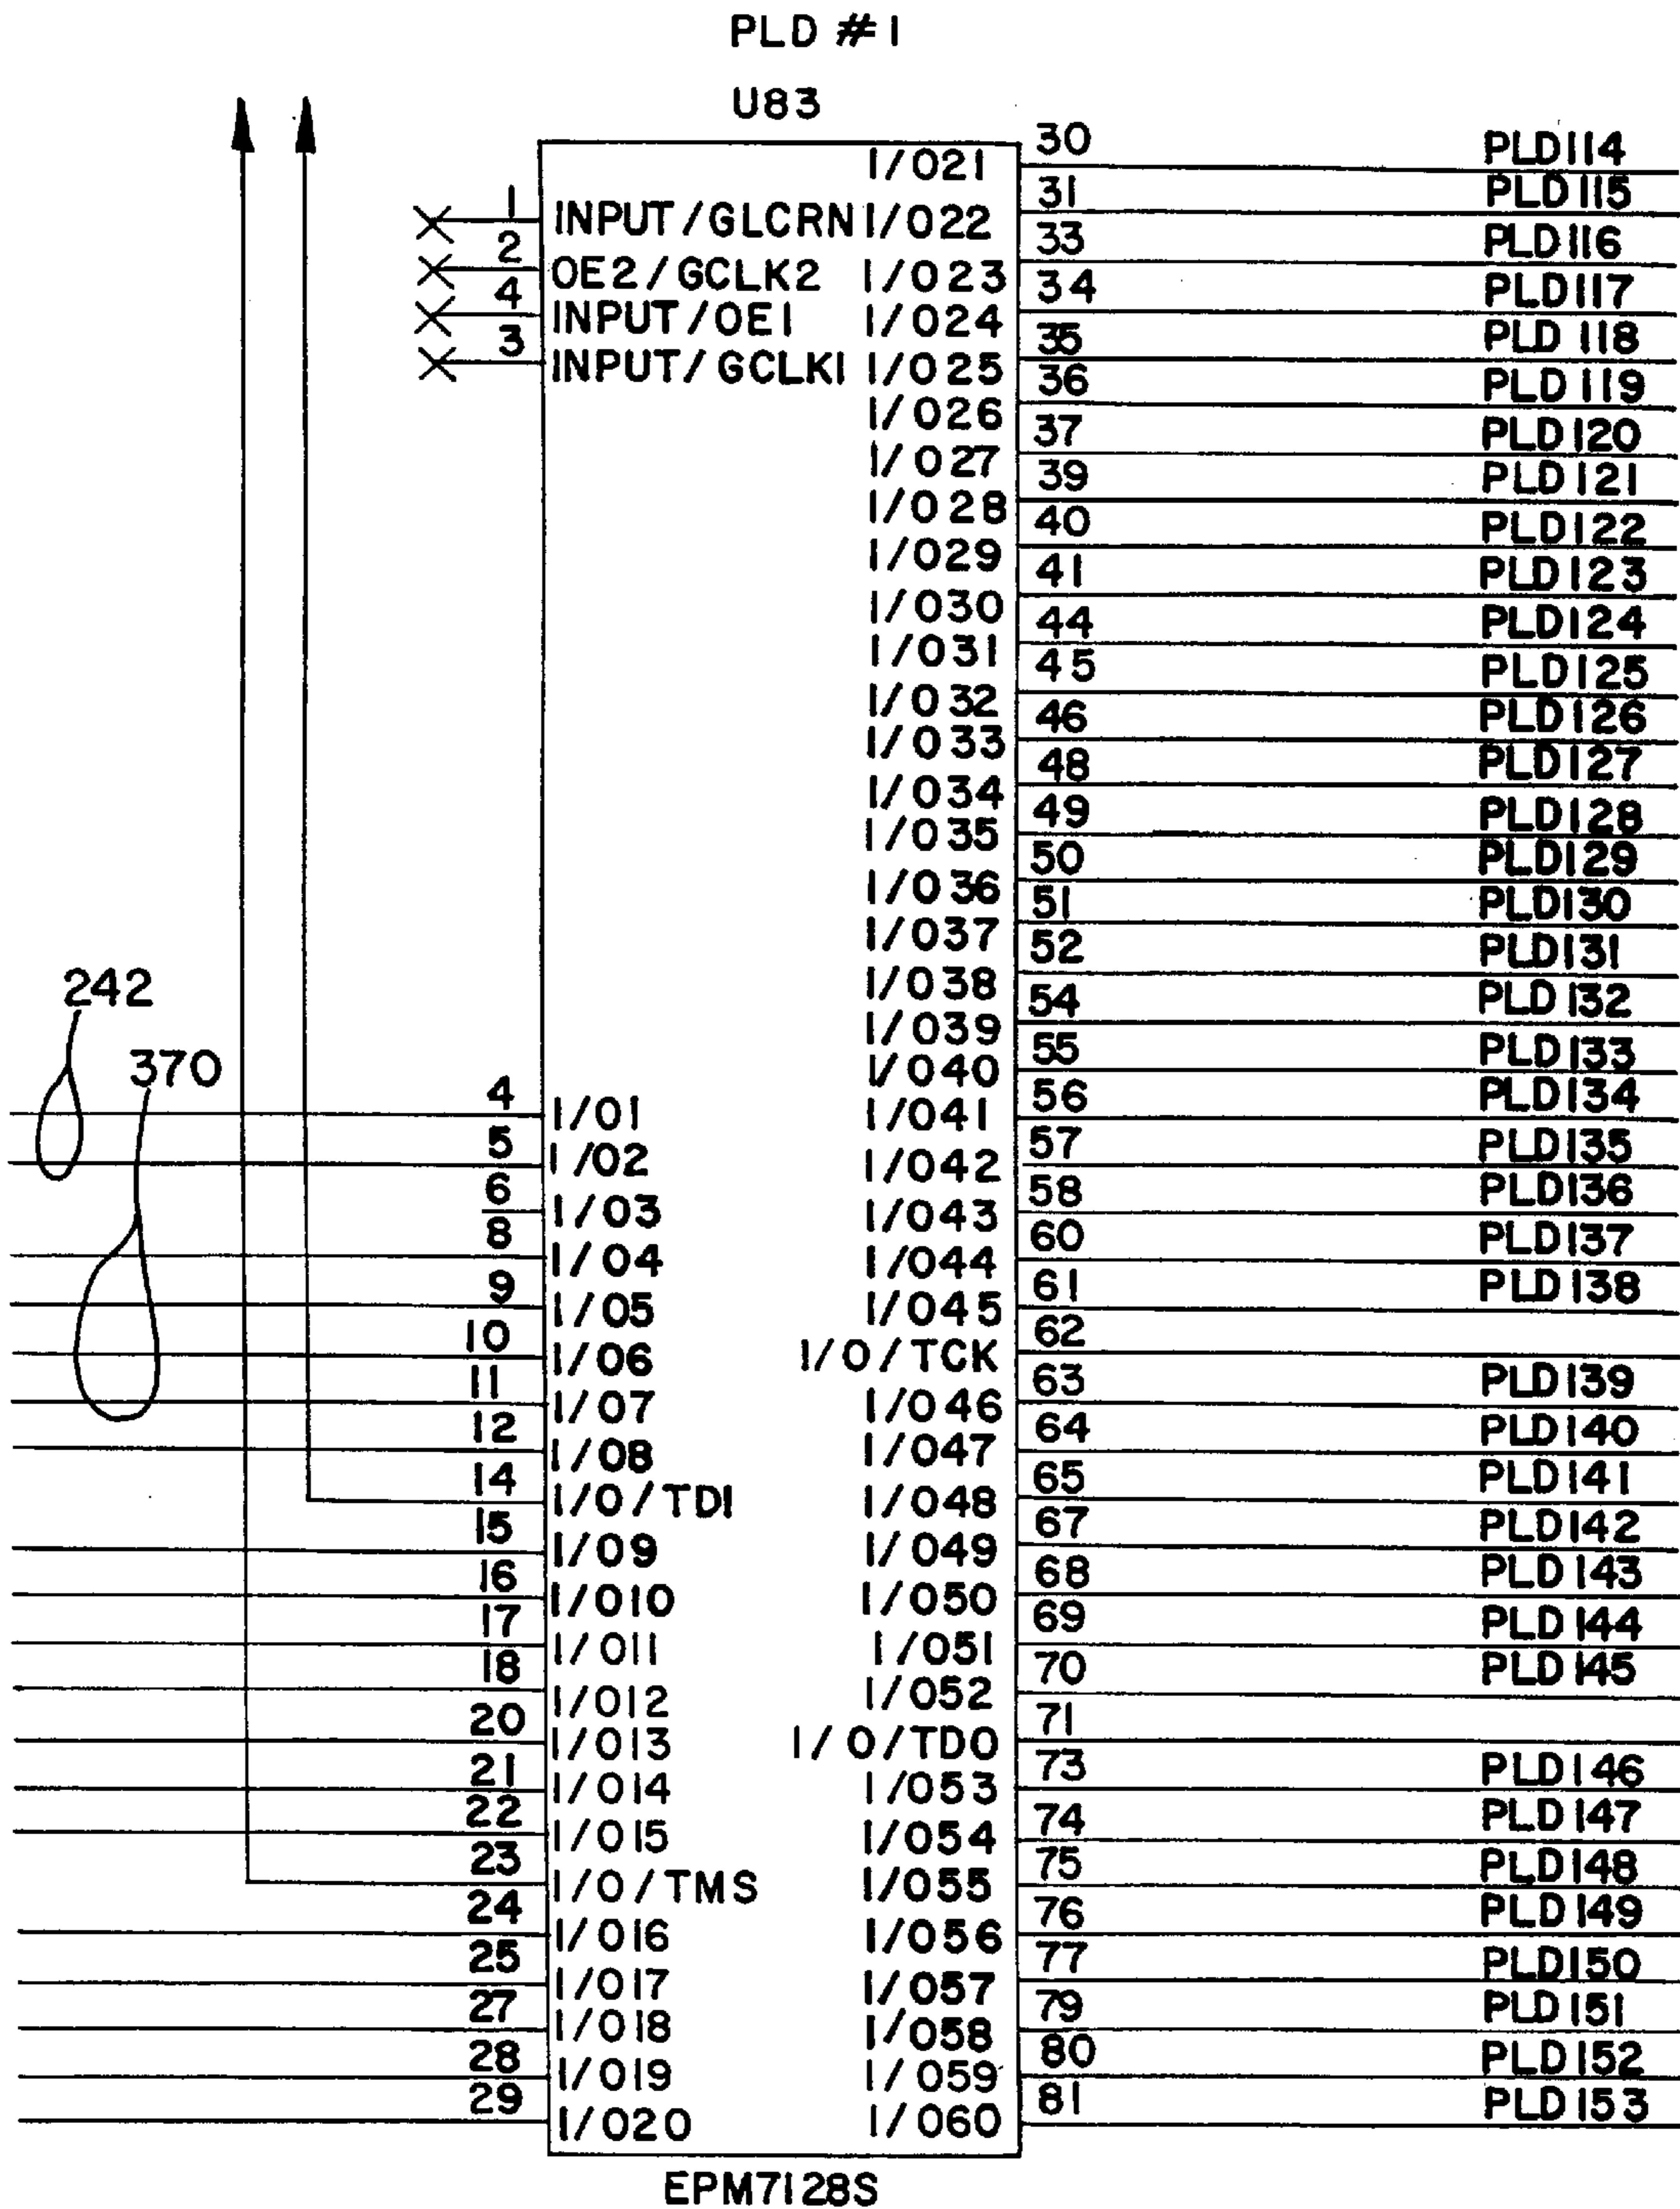 PLD #1
U83
I/O21 30 PLD114
1 INPUT/GLCRN I/O22 31 PLD115
2 OE2/GCLK2 I/O23 33 PLD116
4 INPUT/OE1 I/O24 34 PLD117
3 INPUT/GCLK1 I/O25 35 PLD 118
I/O26 36 PLD 119
I/O27 37 PLD120
I/O28 39 PLD121
I/O29 40 PLD122
I/O30 41 PLD123
I/O31 44 PLD124
I/O32 45 PLD125
I/O33 46 PLD126
I/O34 48 PLD127
I/O35 49 PLD128
I/O36 50 PLD129
I/O37 51 PLD130
I/O38 52 PLD131
242
I/O39 54 PLD132
370
I/O40 55 PLD133
4 I/O1 I/O41 56 PLD134
5 I/O2 I/O42 57 PLD135
6 I/O3 I/O43 58 PLD136
8 I/O4 I/O44 60 PLD137
9 I/O5 I/O45 61 PLD138
10 I/O6 I/O/TCK 62
11 I/O7 I/O46 63 PLD139
12 I/O8 I/O47 64 PLD140
14 I/O/TDI I/O48 65 PLD141
15 I/O9 I/O49 67 PLD142
16 I/O10 I/O50 68 PLD143
17 I/O11 I/O51 69 PLD144
18 I/O12 I/O52 70 PLD145
20 I/O13 I/O/TDO 71
21 I/O14 I/O53 73 PLD146
22 I/O15 I/O54 74 PLD147
23 I/O/TMS I/O55 75 PLD148
24 I/O16 I/O56 76 PLD149
25 I/O17 I/O57 77 PLD150
27 I/O18 I/O58 79 PLD151
28 I/O19 I/O59 80 PLD152
29 I/O20 I/O60 81 PLD153
EPM7128S